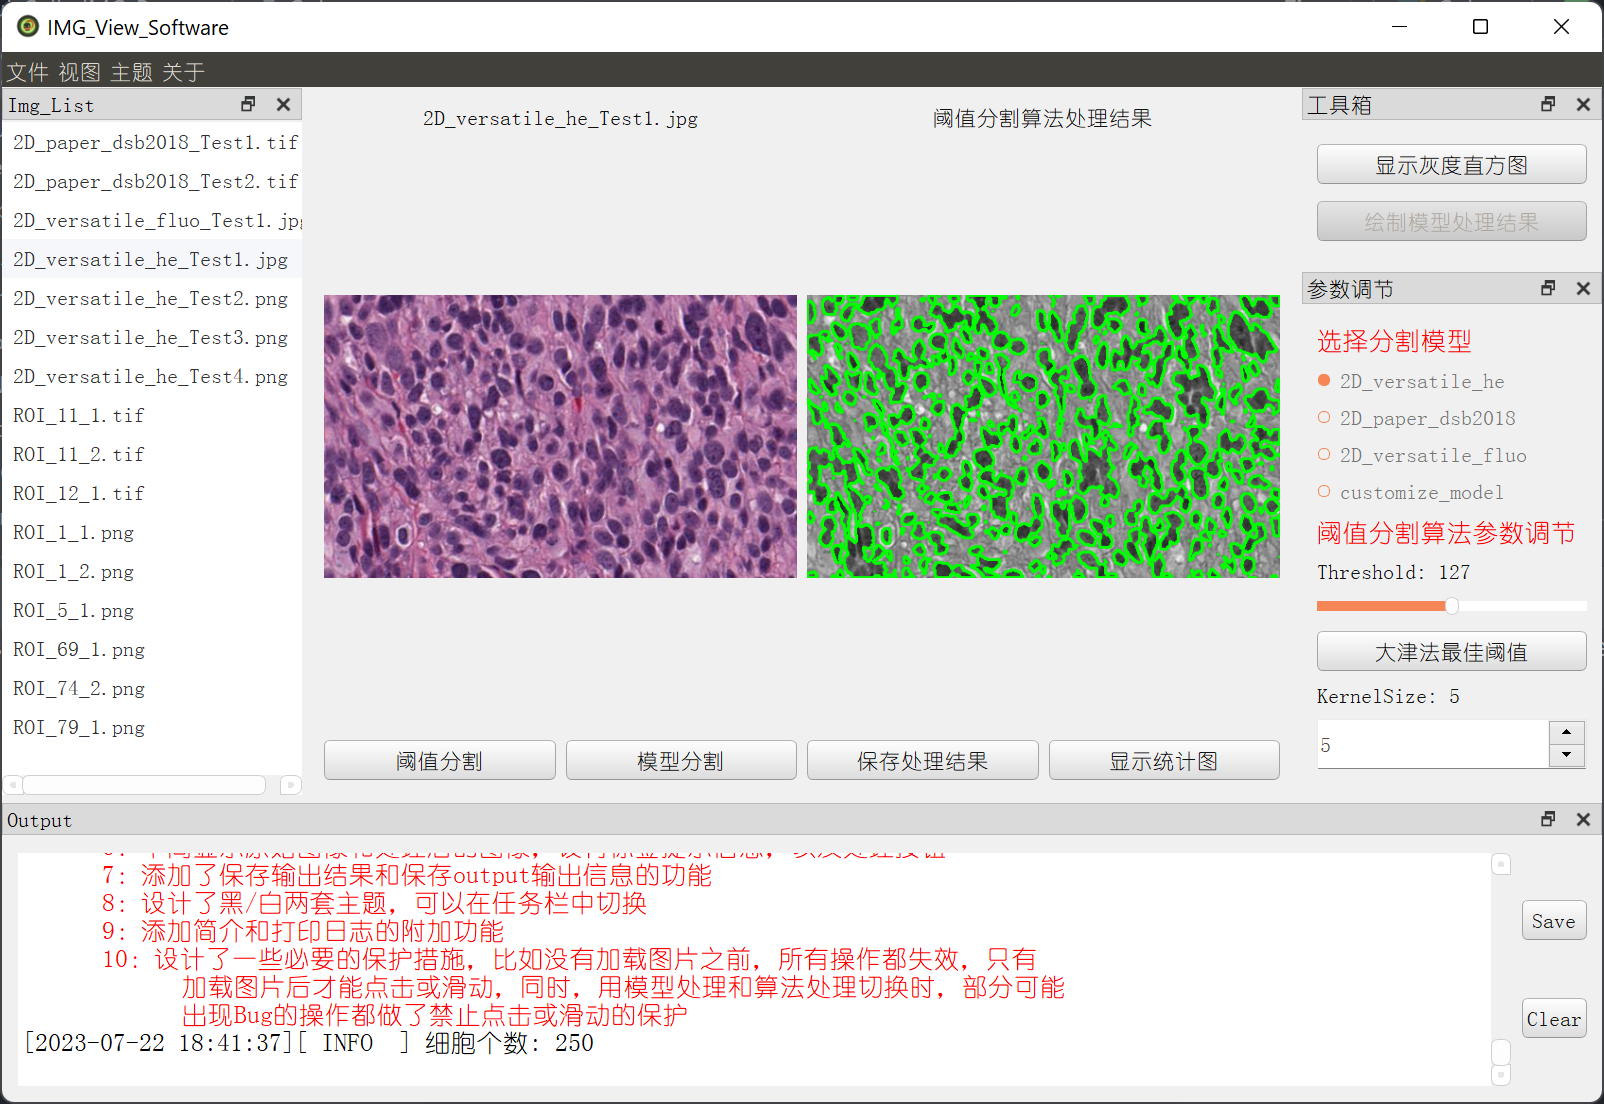 IMG_View_Software
文件 视图 主题 关于
Img_List
2D_paper_dsb2018_Test1.tif
2D_paper_dsb2018_Test2.tif
2D_versatile_fluo_Test1.jpg
2D_versatile_he_Test1.jpg
2D_versatile_he_Test2.png
2D_versatile_he_Test3.png
2D_versatile_he_Test4.png
ROI_11_1.tif
ROI_11_2.tif
ROI_12_1.tif
ROI_1_1.png
ROI_1_2.png
ROI_5_1.png
ROI_69_1.png
ROI_74_2.png
ROI_79_1.png
2D_versatile_he_Test1.jpg
阈值分割算法处理结果
阈值分割
模型分割
保存处理结果
显示统计图
工具箱
显示灰度直方图
绘制模型处理结果
参数调节
选择分割模型
2D_versatile_he
2D_paper_dsb2018
2D_versatile_fluo
customize_model
阈值分割算法参数调节
Threshold: 127
大津法最佳阈值
KernelSize: 5
5
Output
7: 添加了保存输出结果和保存output输出信息的功能
8: 设计了黑/白两套主题，可以在任务栏中切换
9: 添加简介和打印日志的附加功能
10: 设计了一些必要的保护措施，比如没有加载图片之前，所有操作都失效，只有
加载图片后才能点击或滑动，同时，用模型处理和算法处理切换时，部分可能
出现Bug的操作都做了禁止点击或滑动的保护
[2023-07-22 18:41:37][ INFO  ] 细胞个数: 250
Save
Clear